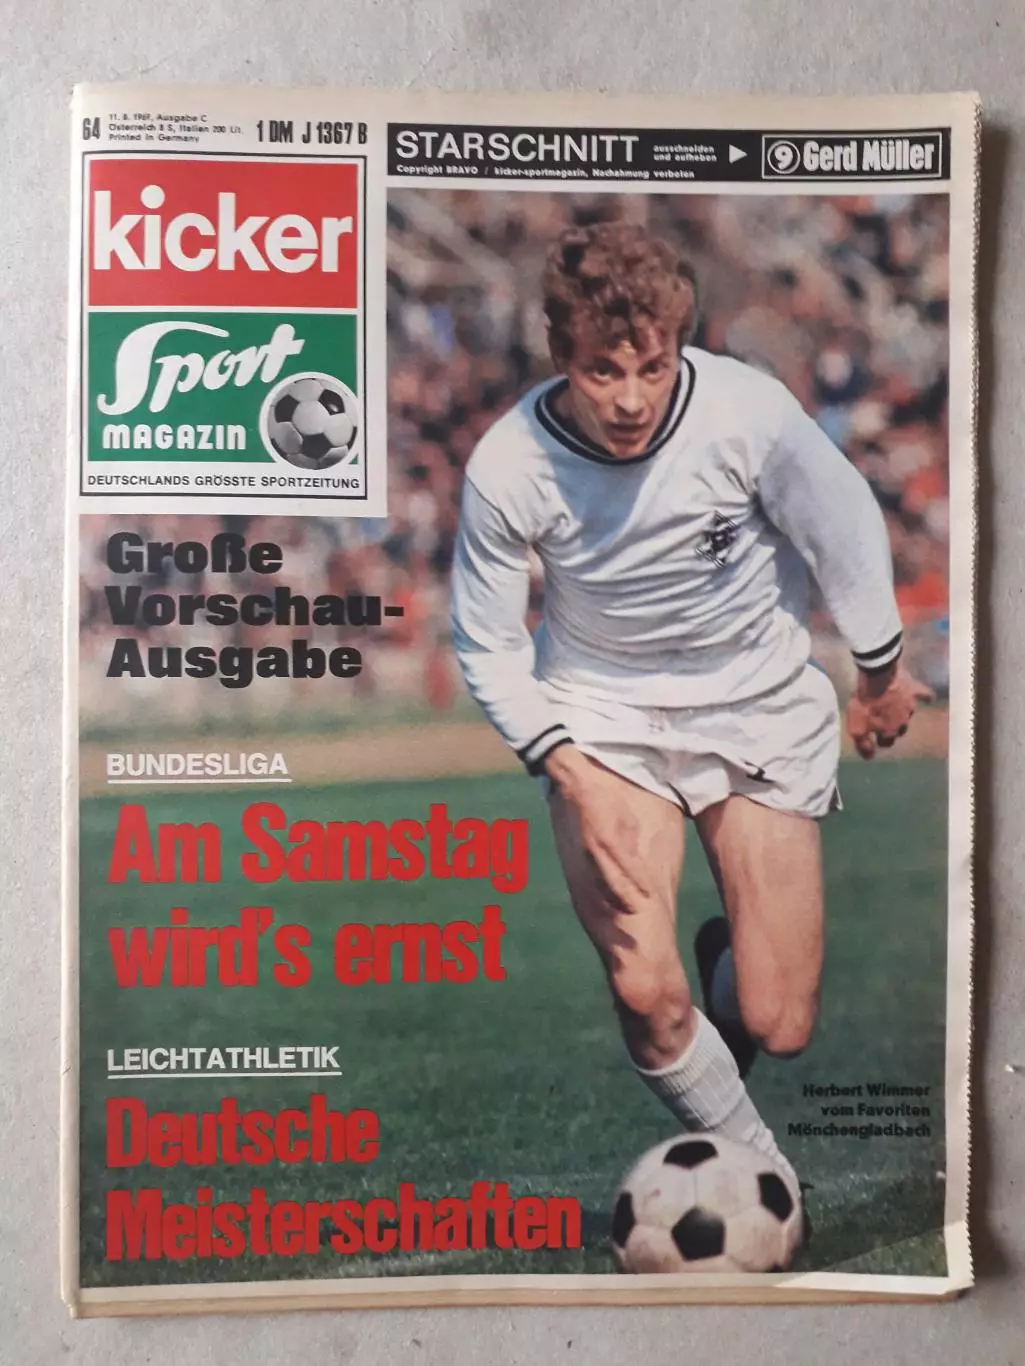 64
11. 8. 1969, Ausgabe C
Österreich 8 S, Italien 200 Lit.
Printed in Germany
1 DM J 1367 B
STARSCHNITT
ausschneiden
und aufheben
9 Gerd Müller
Copyright BRAVO / kicker-sportmagazin, Nachahmung verboten
kicker
Sport
MAGAZIN
DEUTSCHLANDS GRÖSSTE SPORTZEITUNG
Große
Vorschau-
Ausgabe
BUNDESLIGA
Am Samstag
wird's ernst
LEICHTATHLETIK
Deutsche
Meisterschaften
Herbert Wimmer
vom Favoriten
Mönchengladbach